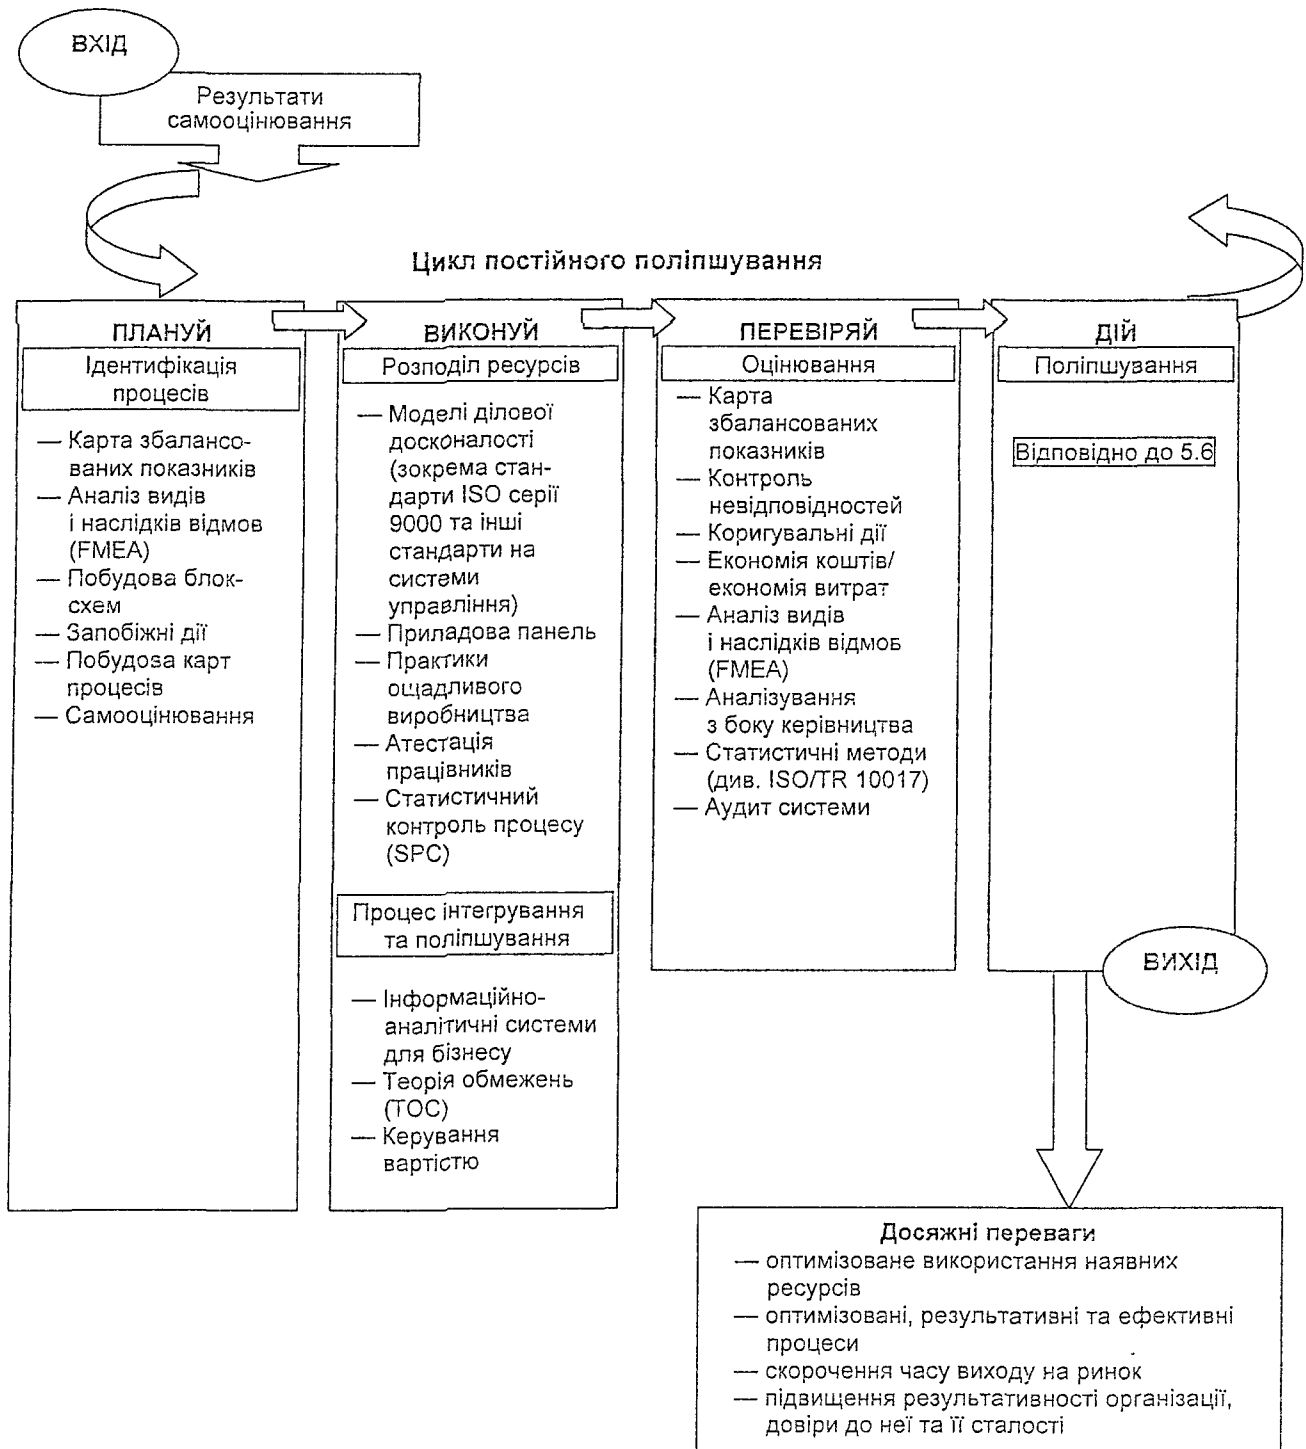 ВХІД
Результати
самооцінювання
Цикл постійного поліпшування
ПЛАНУЙ
Ідентифікація
процесів
— Карта збалансо-
ваних показників
— Аналіз видів
і наслідків відмов
(FMEA)
— Побудова блок-
схем
— Запобіжні дії
— Побудова карт
процесів
— Самооцінювання
ВИКОНУЙ
Розподіл ресурсів
— Моделі ділової
досконалості
(зокрема стан-
дарти ISO серії
9000 та інші
стандарти на
системи
управління)
— Приладова панель
— Практики
ощадливого
виробництва
— Атестація
працівників
— Статистичний
контроль процесу
(SPC)
Процес інтегрування
та поліпшування
— Інформаційно-
аналітичні системи
для бізнесу
— Теорія обмежень
(ТОС)
— Керування
вартістю
ПЕРЕВІРЯЙ
Оцінювання
— Карта
збалансованих
показників
— Контроль
невідповідностей
— Коригувальні дії
— Економія коштів/
економія витрат
— Аналіз видів
і наслідків відмов
(FMEA)
— Аналізування
з боку керівництва
— Статистичні методи
(див. ISO/TR 10017)
— Аудит системи
ДІЙ
Поліпшування
Відповідно до 5.6
ВИХІД
Досяжні переваги
— оптимізоване використання наявних
ресурсів
— оптимізовані, результативні та ефективні
процеси
— скорочення часу виходу на ринок
— підвищення результативності організації,
довіри до неї та її сталості